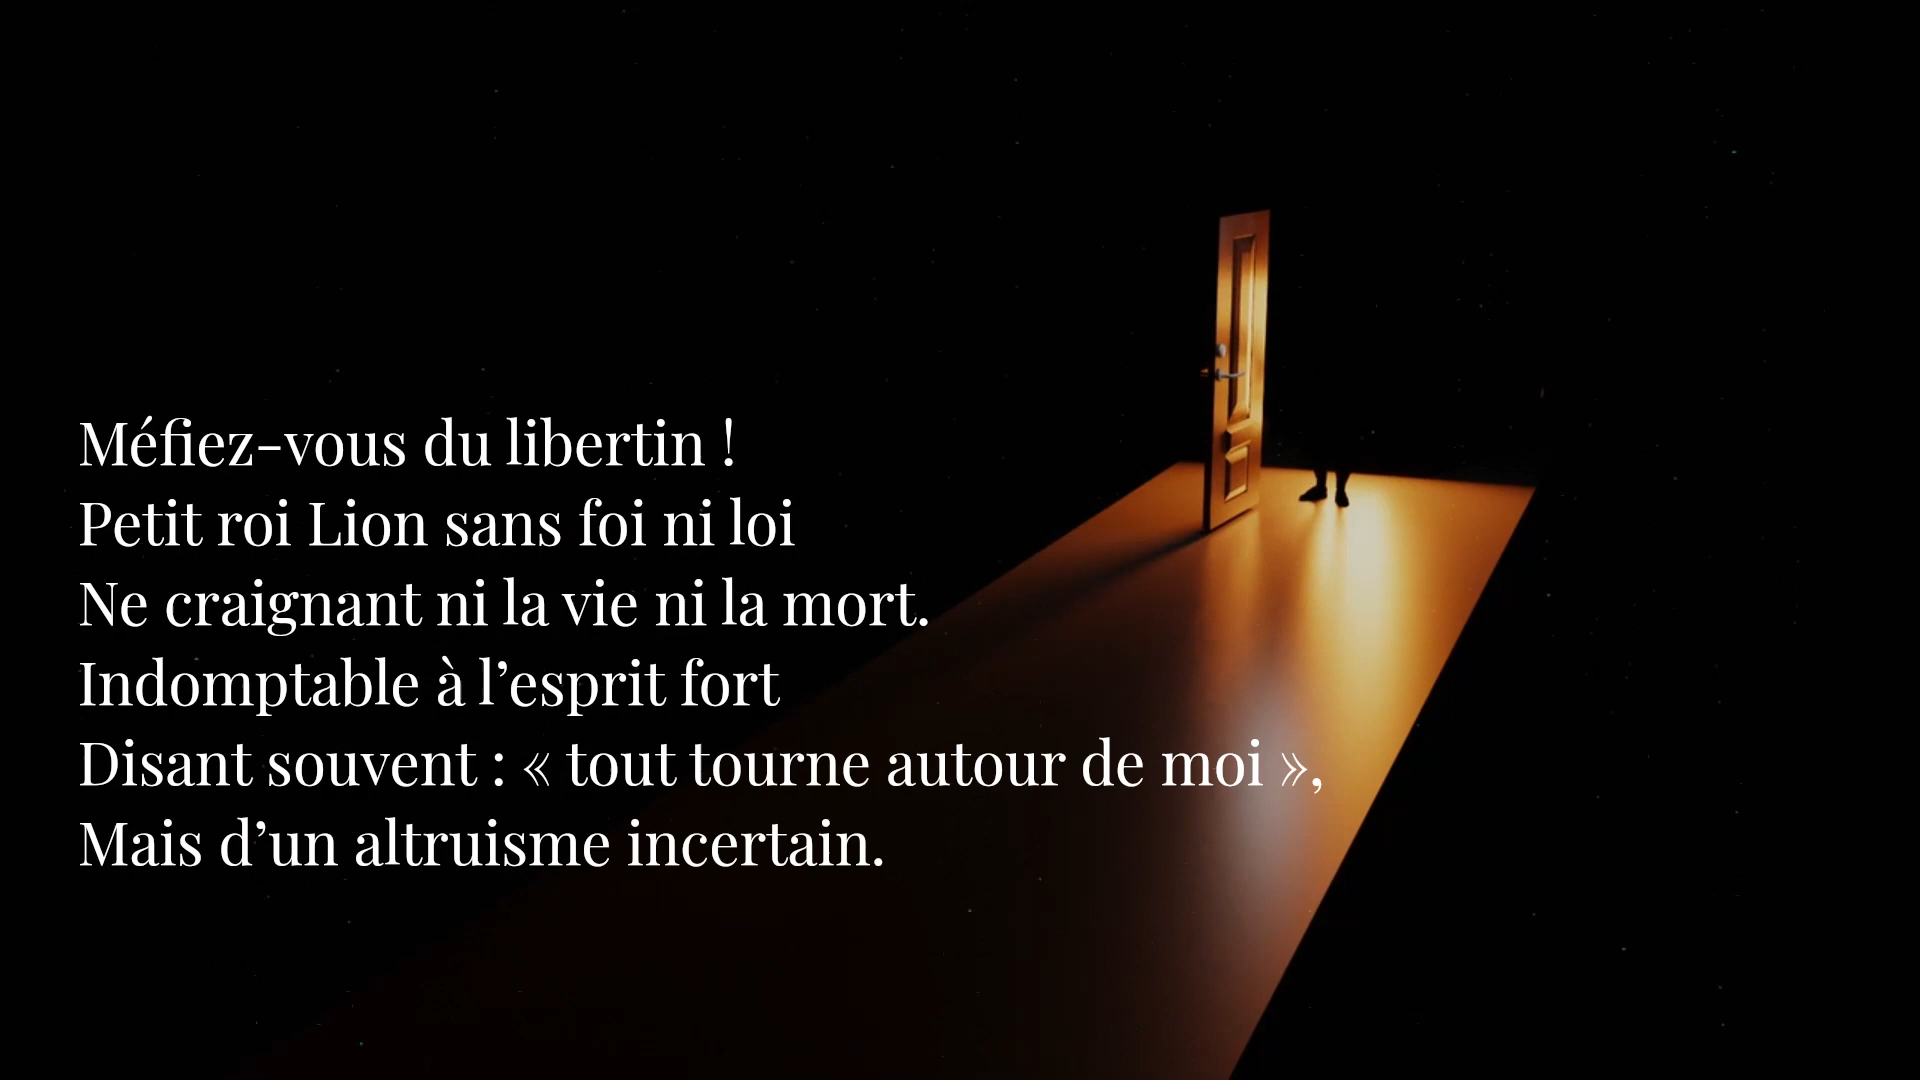 Méfiez-vous du libertin !
Petit roi Lion sans foi ni loi
Ne craignant ni la vie ni la mort.
Indomptable à l’esprit fort
Disant souvent : « tout tourne autour de moi »,
Mais d’un altruisme incertain.